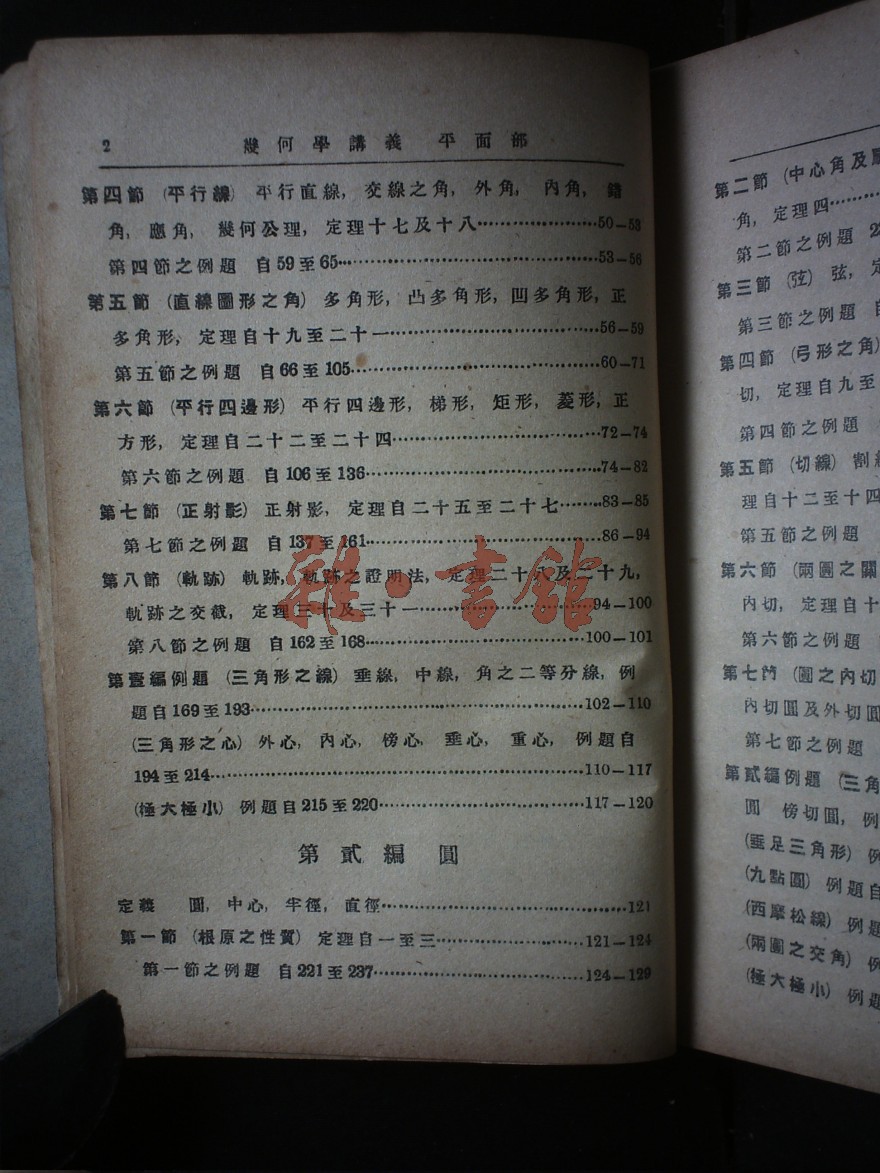 2 幾何學講義 平面部
第四節 (平行線) 平行直線, 交線之角, 外角, 內角, 錯
角, 應角, 幾何公理, 定理十七及十八……50—53
第四節之例題 自59至65……53—56
第五節 (直線圖形之角) 多角形, 凸多角形, 凹多角形, 正
多角形, 定理自十九至二十一……56—59
第五節之例題 自66至105……60—71
第六節 (平行四邊形) 平行四邊形, 梯形, 矩形, 菱形, 正
方形, 定理自二十二至二十四……72—74
第六節之例題 自106至136……74—82
第七節 (正射影) 正射影, 定理自二十五至二十七……83—85
第七節之例題 自137至161……86—94
第八節 (軌跡) 軌跡, 軌跡之證明法, 定理二十八及二十九,
軌跡之交截, 定理三十及三十一……94—100
第八節之例題 自162至168……100—101
第壹編例題 (三角形之線) 垂線, 中線, 角之二等分線, 例
題自169至193……102—110
(三角形之心) 外心, 內心, 傍心, 垂心, 重心, 例題自
194至214……110—117
(極大極小) 例題自215至220……117—120
第貳編 圓
定義 圓, 中心, 半徑, 直徑……121
第一節 (根原之性質) 定理自一至三……121—124
第一節之例題 自221至237……124—129
雜·書館
第二節 (中心角及
角, 定理四……
第二節之例題
第三節 (弦) 弦, 定
第三節之例題 自
第四節 (弓形之角)
切, 定理自九至
第四節之例題
第五節 (切線) 割線
理自十二至十四
第五節之例題
第六節 (兩圓之關
內切, 定理自十
第六節之例題
第七節 (圓之內切
內切圓及外切圓
第七節之例題
第貳編例題 (三角
圓 傍切圓, 例
(垂足三角形) 例
(九點圓) 例題自
(西摩松線) 例題
(兩圓之交角) 例
(極大極小) 例題